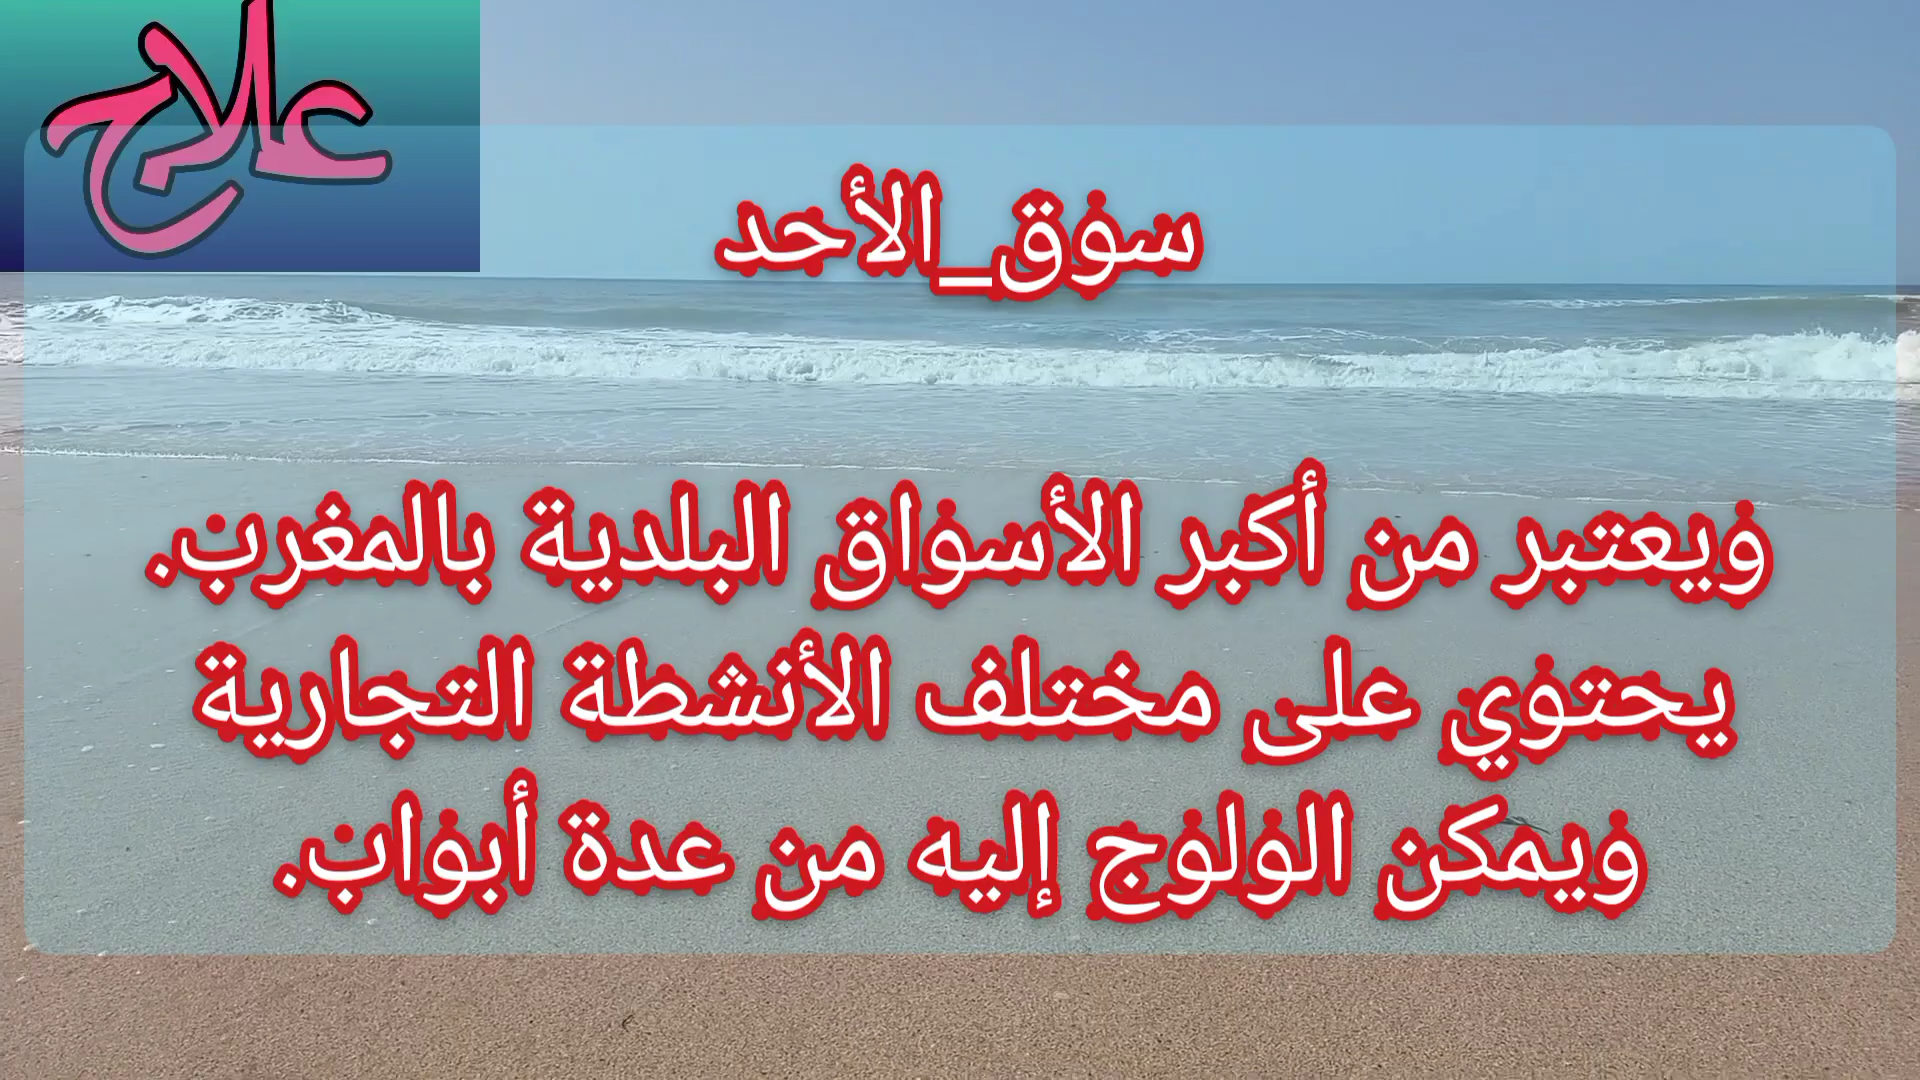 علاج
سوق_الأحد
ويعتبر من أكبر الأسواق البلدية بالمغرب.
يحتوي على مختلف الأنشطة التجارية
ويمكن الولوج إليه من عدة أبواب.